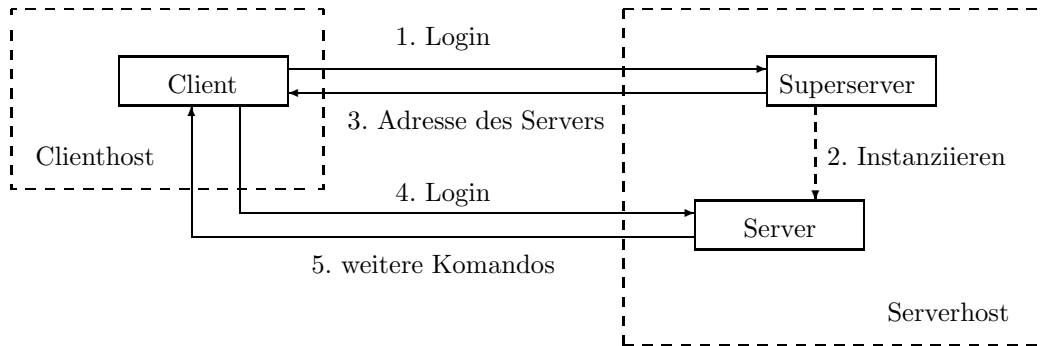 1. Login
Client
Superserver
3. Adresse des Servers
Clienthost
2. Instanziieren
4. Login
Server
5. weitere Komandos
Serverhost